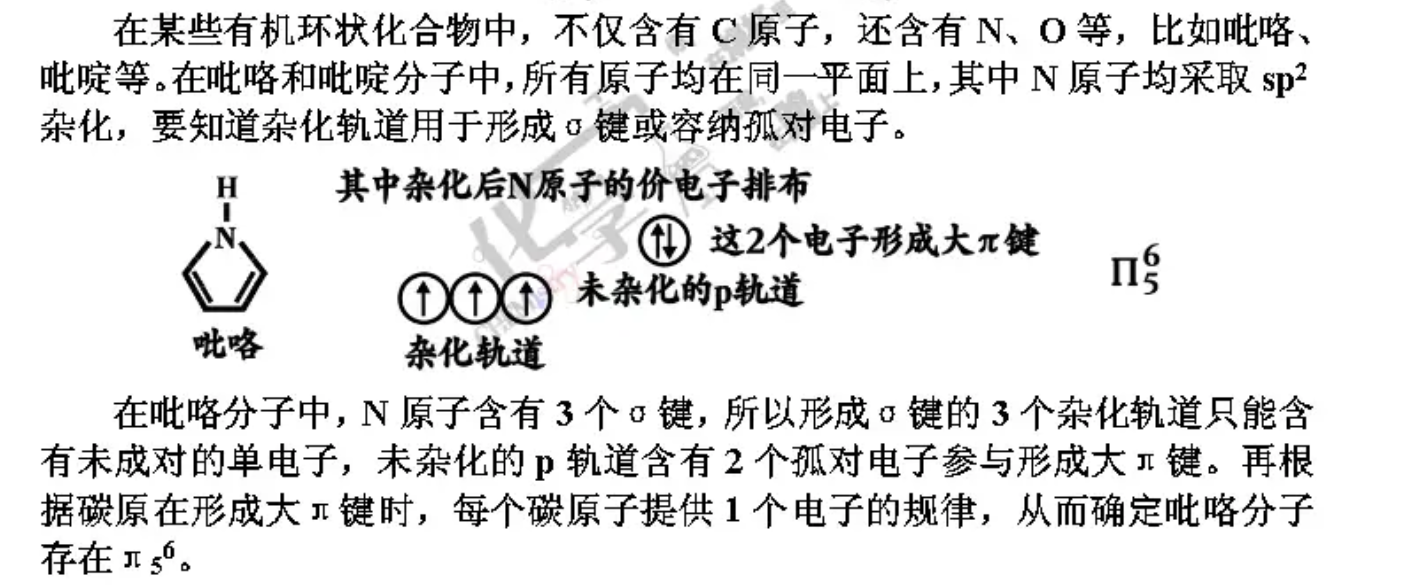 在某些有机环状化合物中，不仅含有 C 原子，还含有 N、O 等，比如吡咯、
吡啶等。在吡咯和吡啶分子中，所有原子均在同一平面上，其中 N 原子均采取 sp²
杂化，要知道杂化轨道用于形成 σ 键或容纳孤对电子。
H
N
吡咯
其中杂化后N原子的价电子排布
↑↓ 这2个电子形成大π键
未杂化的p轨道
↑ ↑ ↑
杂化轨道
Π₅⁶
在吡咯分子中，N 原子含有 3 个 σ 键，所以形成 σ 键的 3 个杂化轨道只能含
有未成对的单电子，未杂化的 p 轨道含有 2 个孤对电子参与形成大 π 键。再根
据碳原在形成大 π 键时，每个碳原子提供 1 个电子的规律，从而确定吡咯分子
存在 π₅⁶。